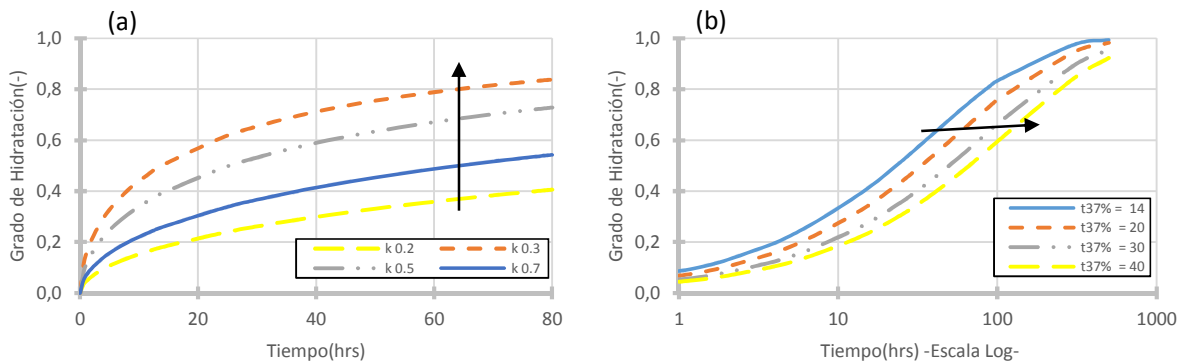 (a)
Grado de Hidratación(-)
1,0
0,8
0,6
0,4
0,2
0,0
k 0.2
k 0.3
k 0.5
k 0.7
0
20
40
60
80
Tiempo(hrs)
(b)
Grado de Hidratación(-)
1,0
0,8
0,6
0,4
0,2
0,0
t37% = 14
t37% = 20
t37% = 30
t37% = 40
1
10
100
1000
Tiempo(hrs) -Escala Log-